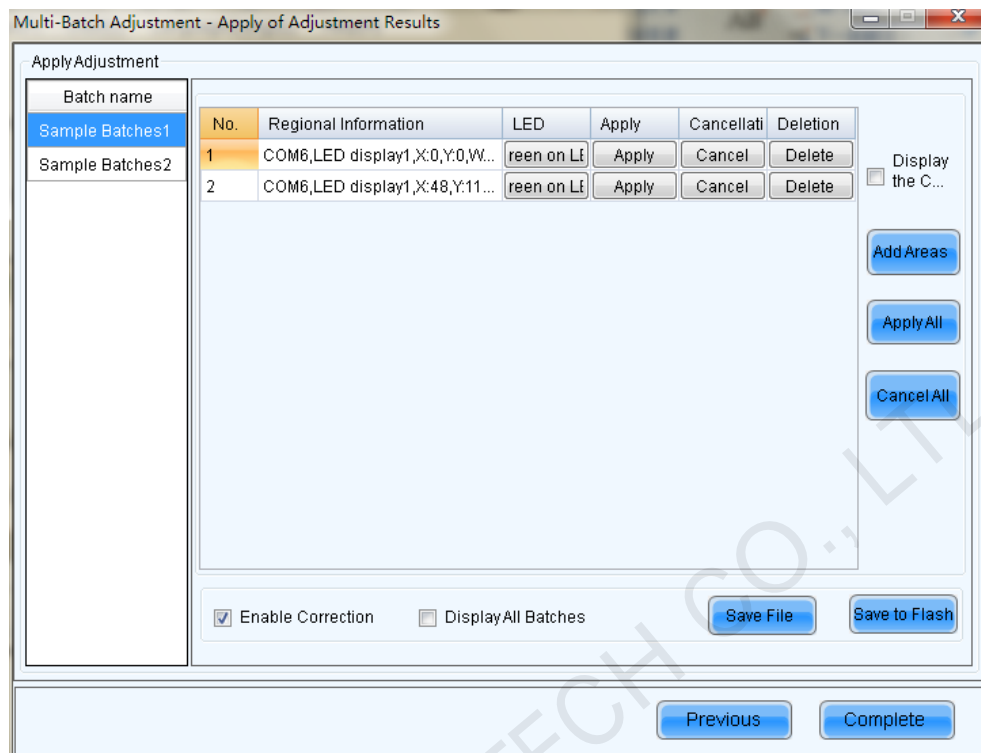 Multi-Batch Adjustment - Apply of Adjustment Results
X
Apply Adjustment
Batch name
Sample Batches1
Sample Batches2
No. Regional Information LED Apply Cancellati Deletion
1 COM6,LED display1,X:0,Y:0,W... reen on LE Apply Cancel Delete
2 COM6,LED display1,X:48,Y:11... reen on LE Apply Cancel Delete
Display
the C...
Add Areas
Apply All
Cancel All
Enable Correction Display All Batches Save File Save to Flash
Previous Complete
TECH CO., LTD